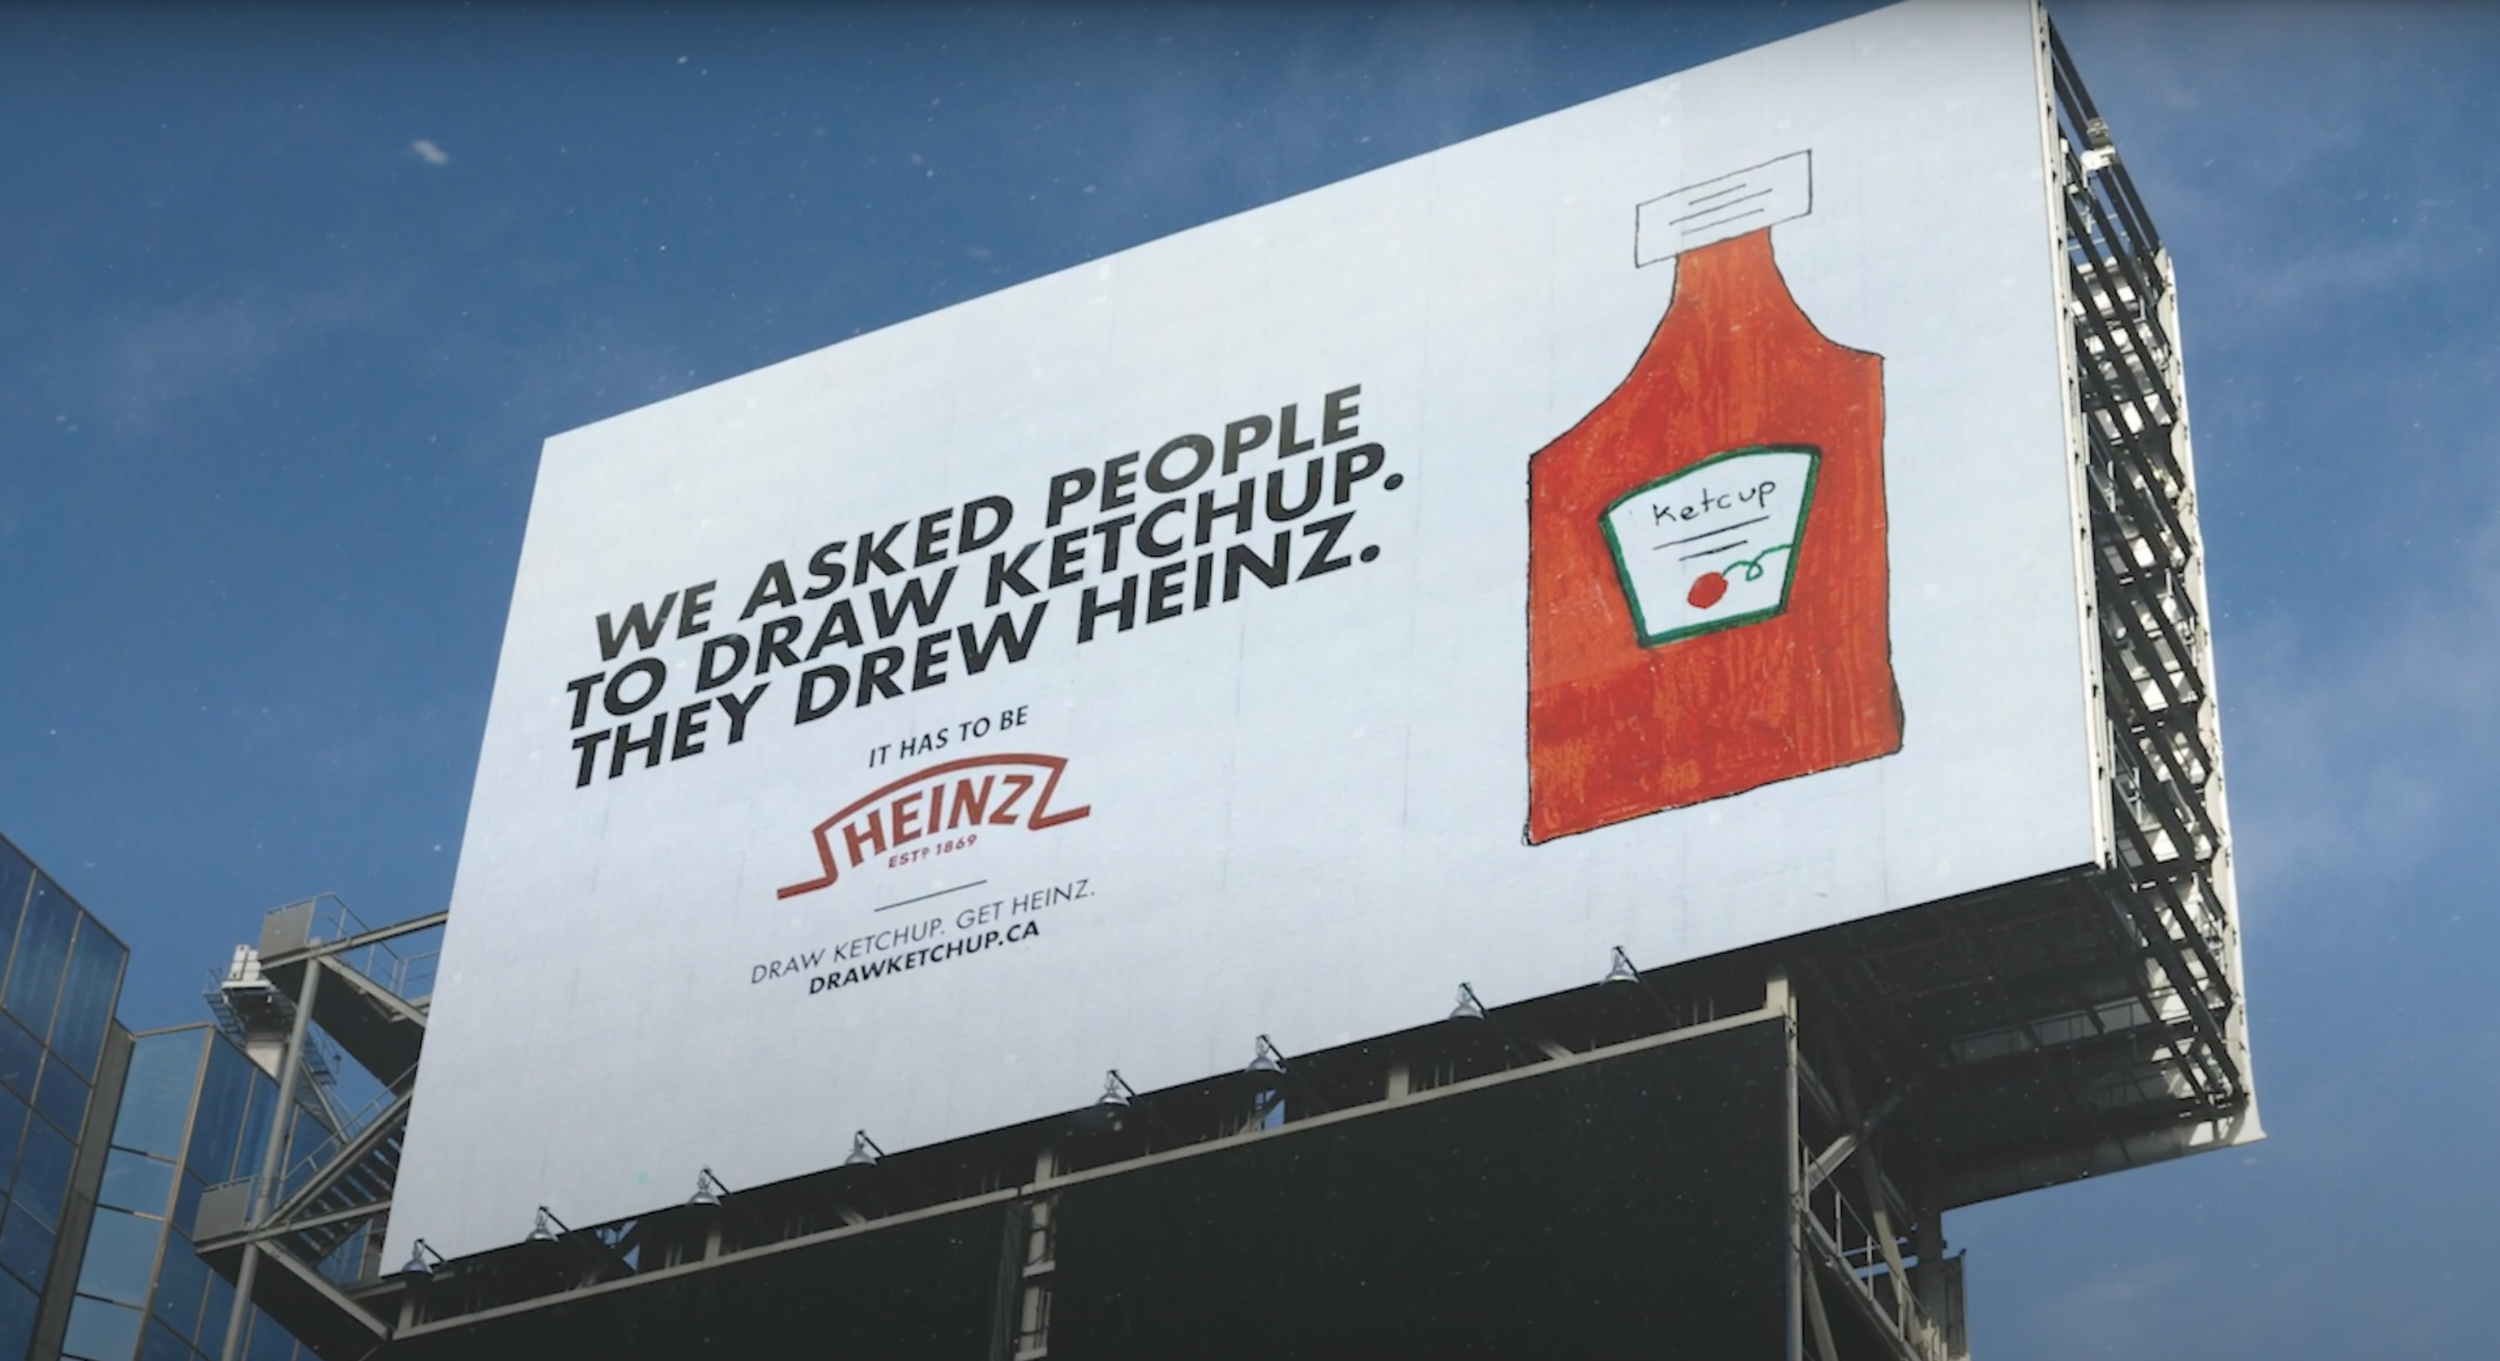 WE ASKED PEOPLE
TO DRAW KETCHUP.
THEY DREW HEINZ.
IT HAS TO BE
HEINZ
ESTD 1869
DRAW KETCHUP. GET HEINZ.
DRAWKETCHUP.CA
Ketcup